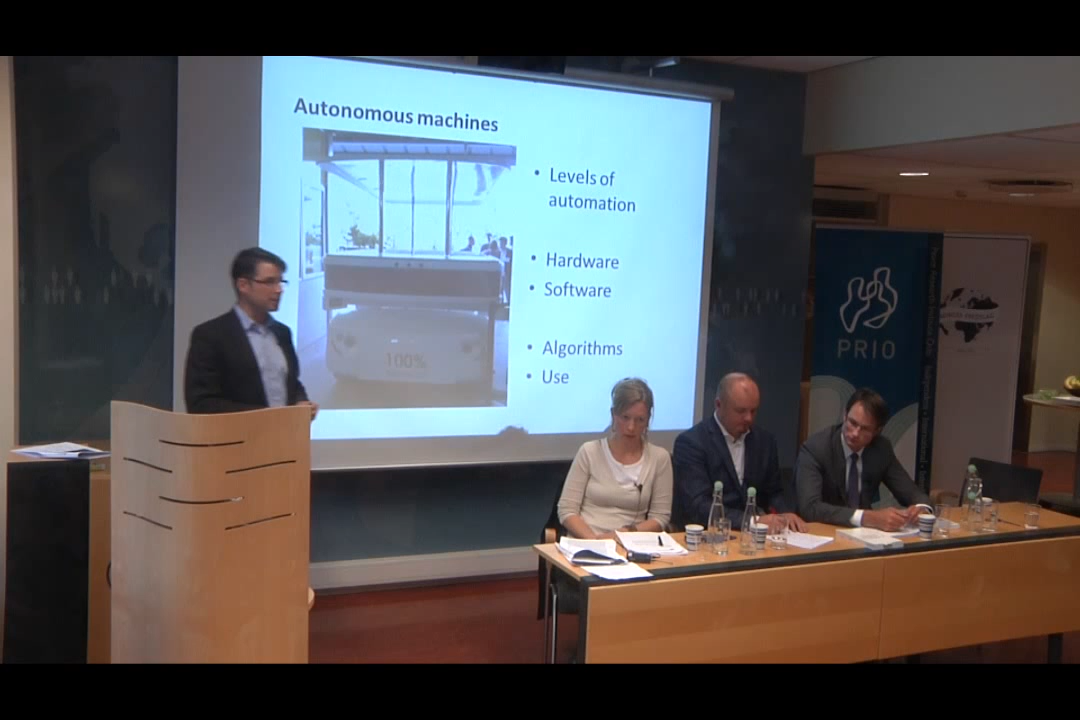 Autonomous machines
• Levels of
automation
• Hardware
• Software
• Algorithms
• Use
100%
PRIO